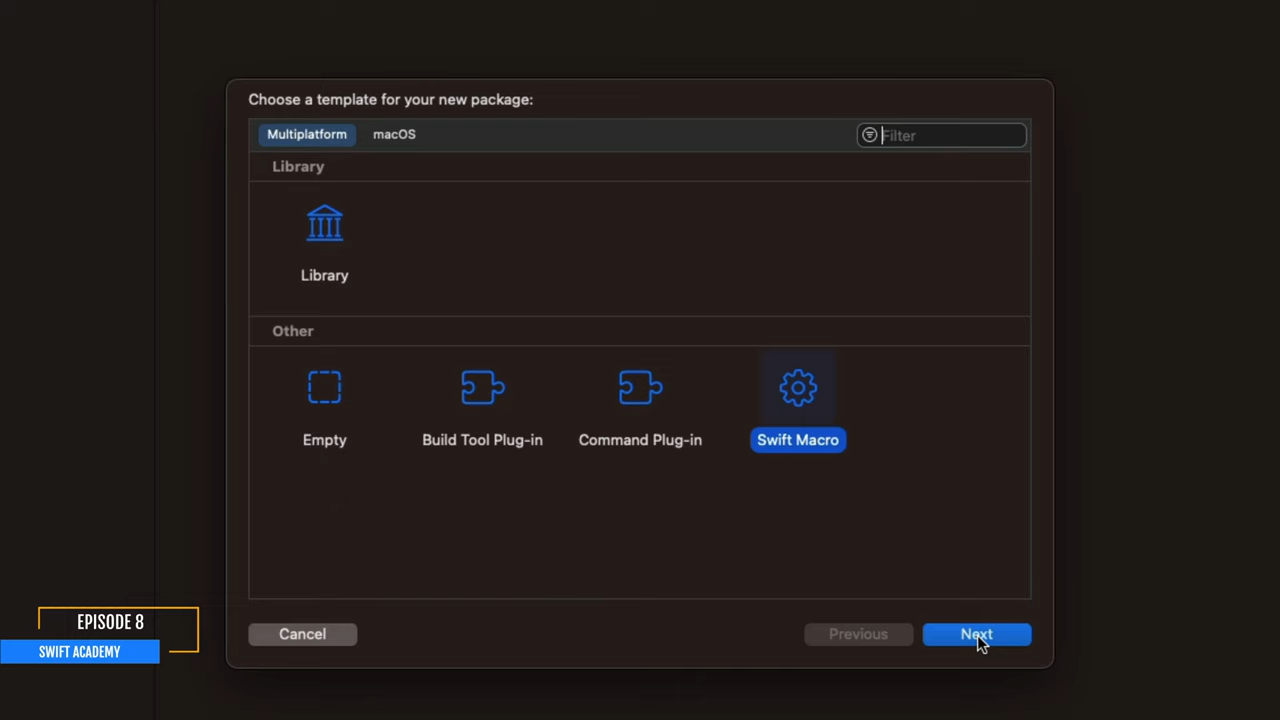 Choose a template for your new package:
Multiplatform macOS Filter
Library
Library
Other
Empty Build Tool Plug-in Command Plug-in Swift Macro
Cancel Previous Next
EPISODE 8
SWIFT ACADEMY